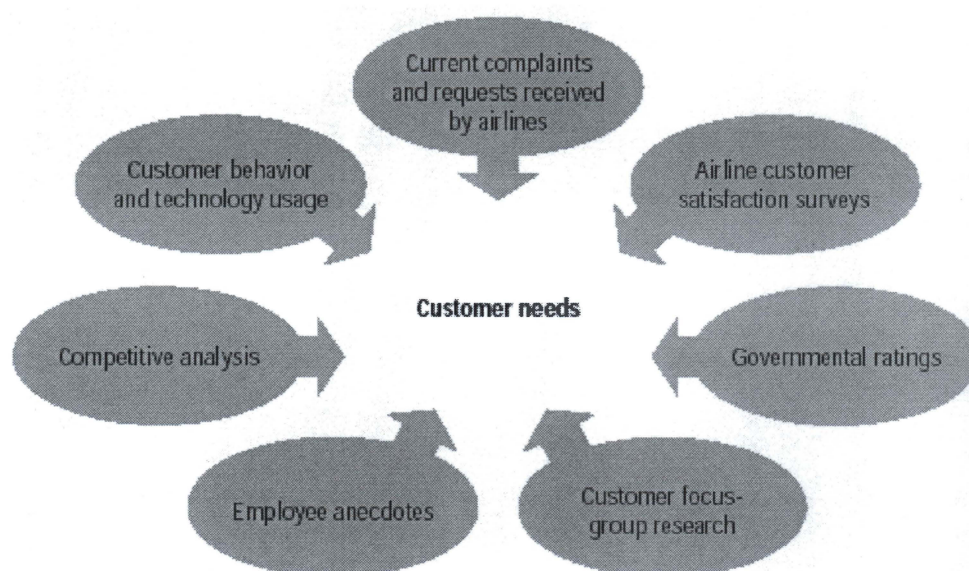 Current complaints
and requests received
by airlines
Customer behavior
and technology usage
Airline customer
satisfaction surveys
Customer needs
Competitive analysis
Governmental ratings
Employee anecdotes
Customer focus-
group research